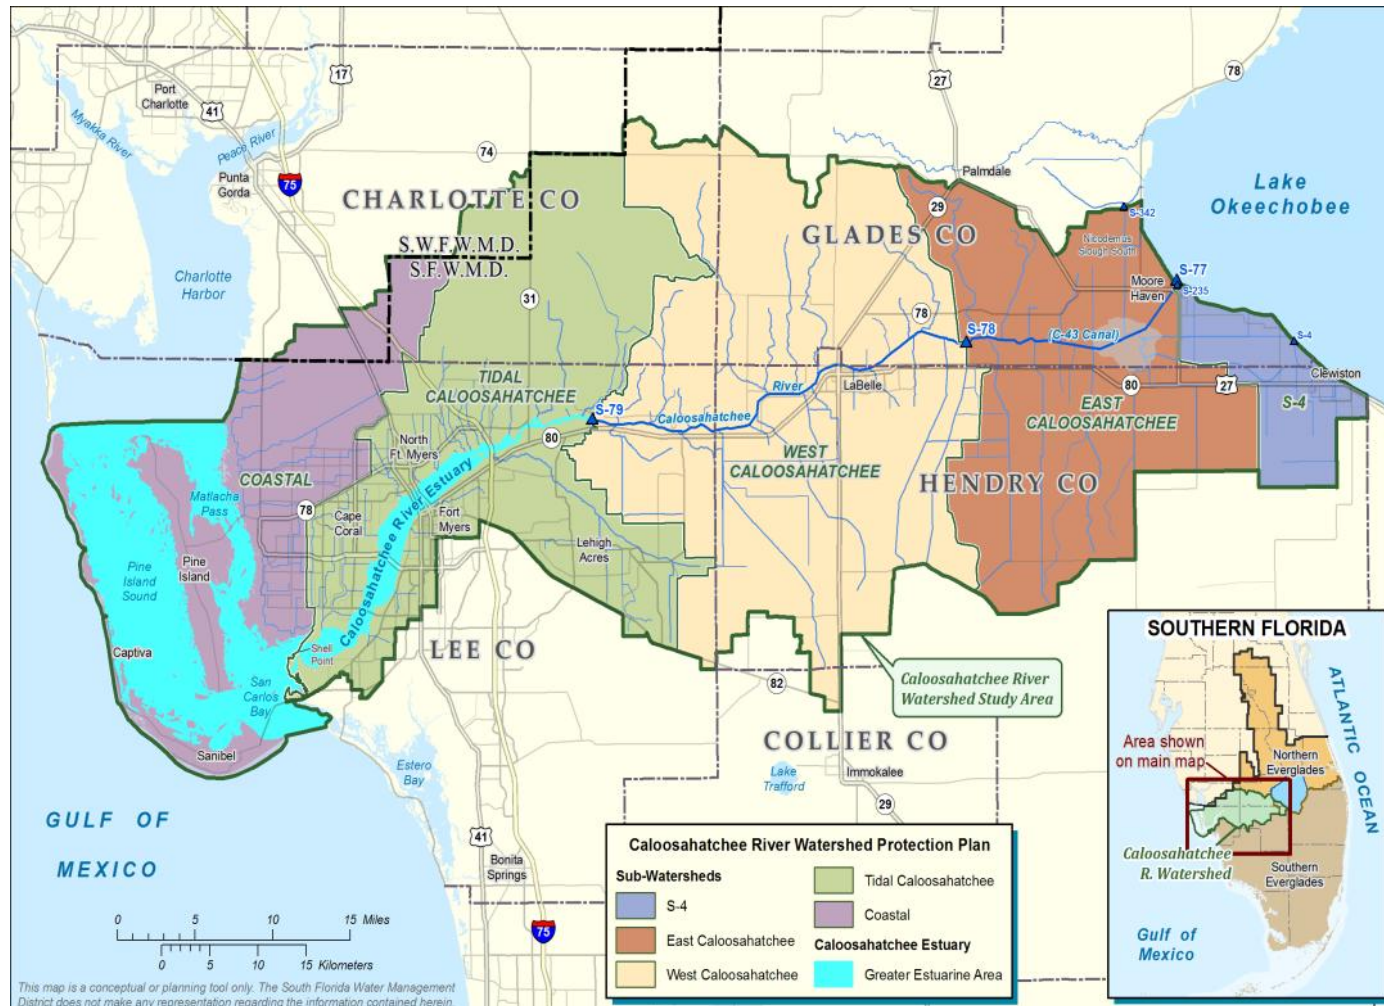 Port
Charlotte
Myakka River
Peace River
Punta
Gorda
41
17
75
74
CHARLOTTE CO
S.W.F.W.M.D.
S.F.W.M.D.
Charlotte
Harbor
31
27
78
Palmdale
29
GLADES CO
S-342
Nicodemus
Slough South
Lake
Okeechobee
S-77
S-235
Moore
Haven
78
S-78
(C-43 Canal)
S-4
Clewiston
27
80
S-4
EAST
CALOOSAHATCHEE
LaBelle
River
Caloosahatchee
S-79
80
TIDAL
CALOOSAHATCHEE
WEST
CALOOSAHATCHEE
HENDRY CO
North
Ft. Myers
COASTAL
Matlacha
Pass
78
Cape
Coral
Fort
Myers
Caloosahatchee River Estuary
Lehigh
Acres
Pine
Island
Pine
Island
Sound
Captiva
Shell
Point
San
Carlos
Bay
Sanibel
LEE CO
82
Caloosahatchee River
Watershed Study Area
COLLIER CO
Immokalee
Lake
Trafford
29
Estero
Bay
41
Bonita
Springs
75
GULF OF
MEXICO
0 5 10 15 Miles
0 5 10 15 Kilometers
This map is a conceptual or planning tool only. The South Florida Water Management
District does not make any representation regarding the information contained herein
Caloosahatchee River Watershed Protection Plan
Sub-Watersheds
S-4
East Caloosahatchee
West Caloosahatchee
Tidal Caloosahatchee
Coastal
Caloosahatchee Estuary
Greater Estuarine Area
SOUTHERN FLORIDA
ATLANTIC OCEAN
Area shown
on main map
Northern
Everglades
Caloosahatchee
R. Watershed
Southern
Everglades
Gulf of
Mexico